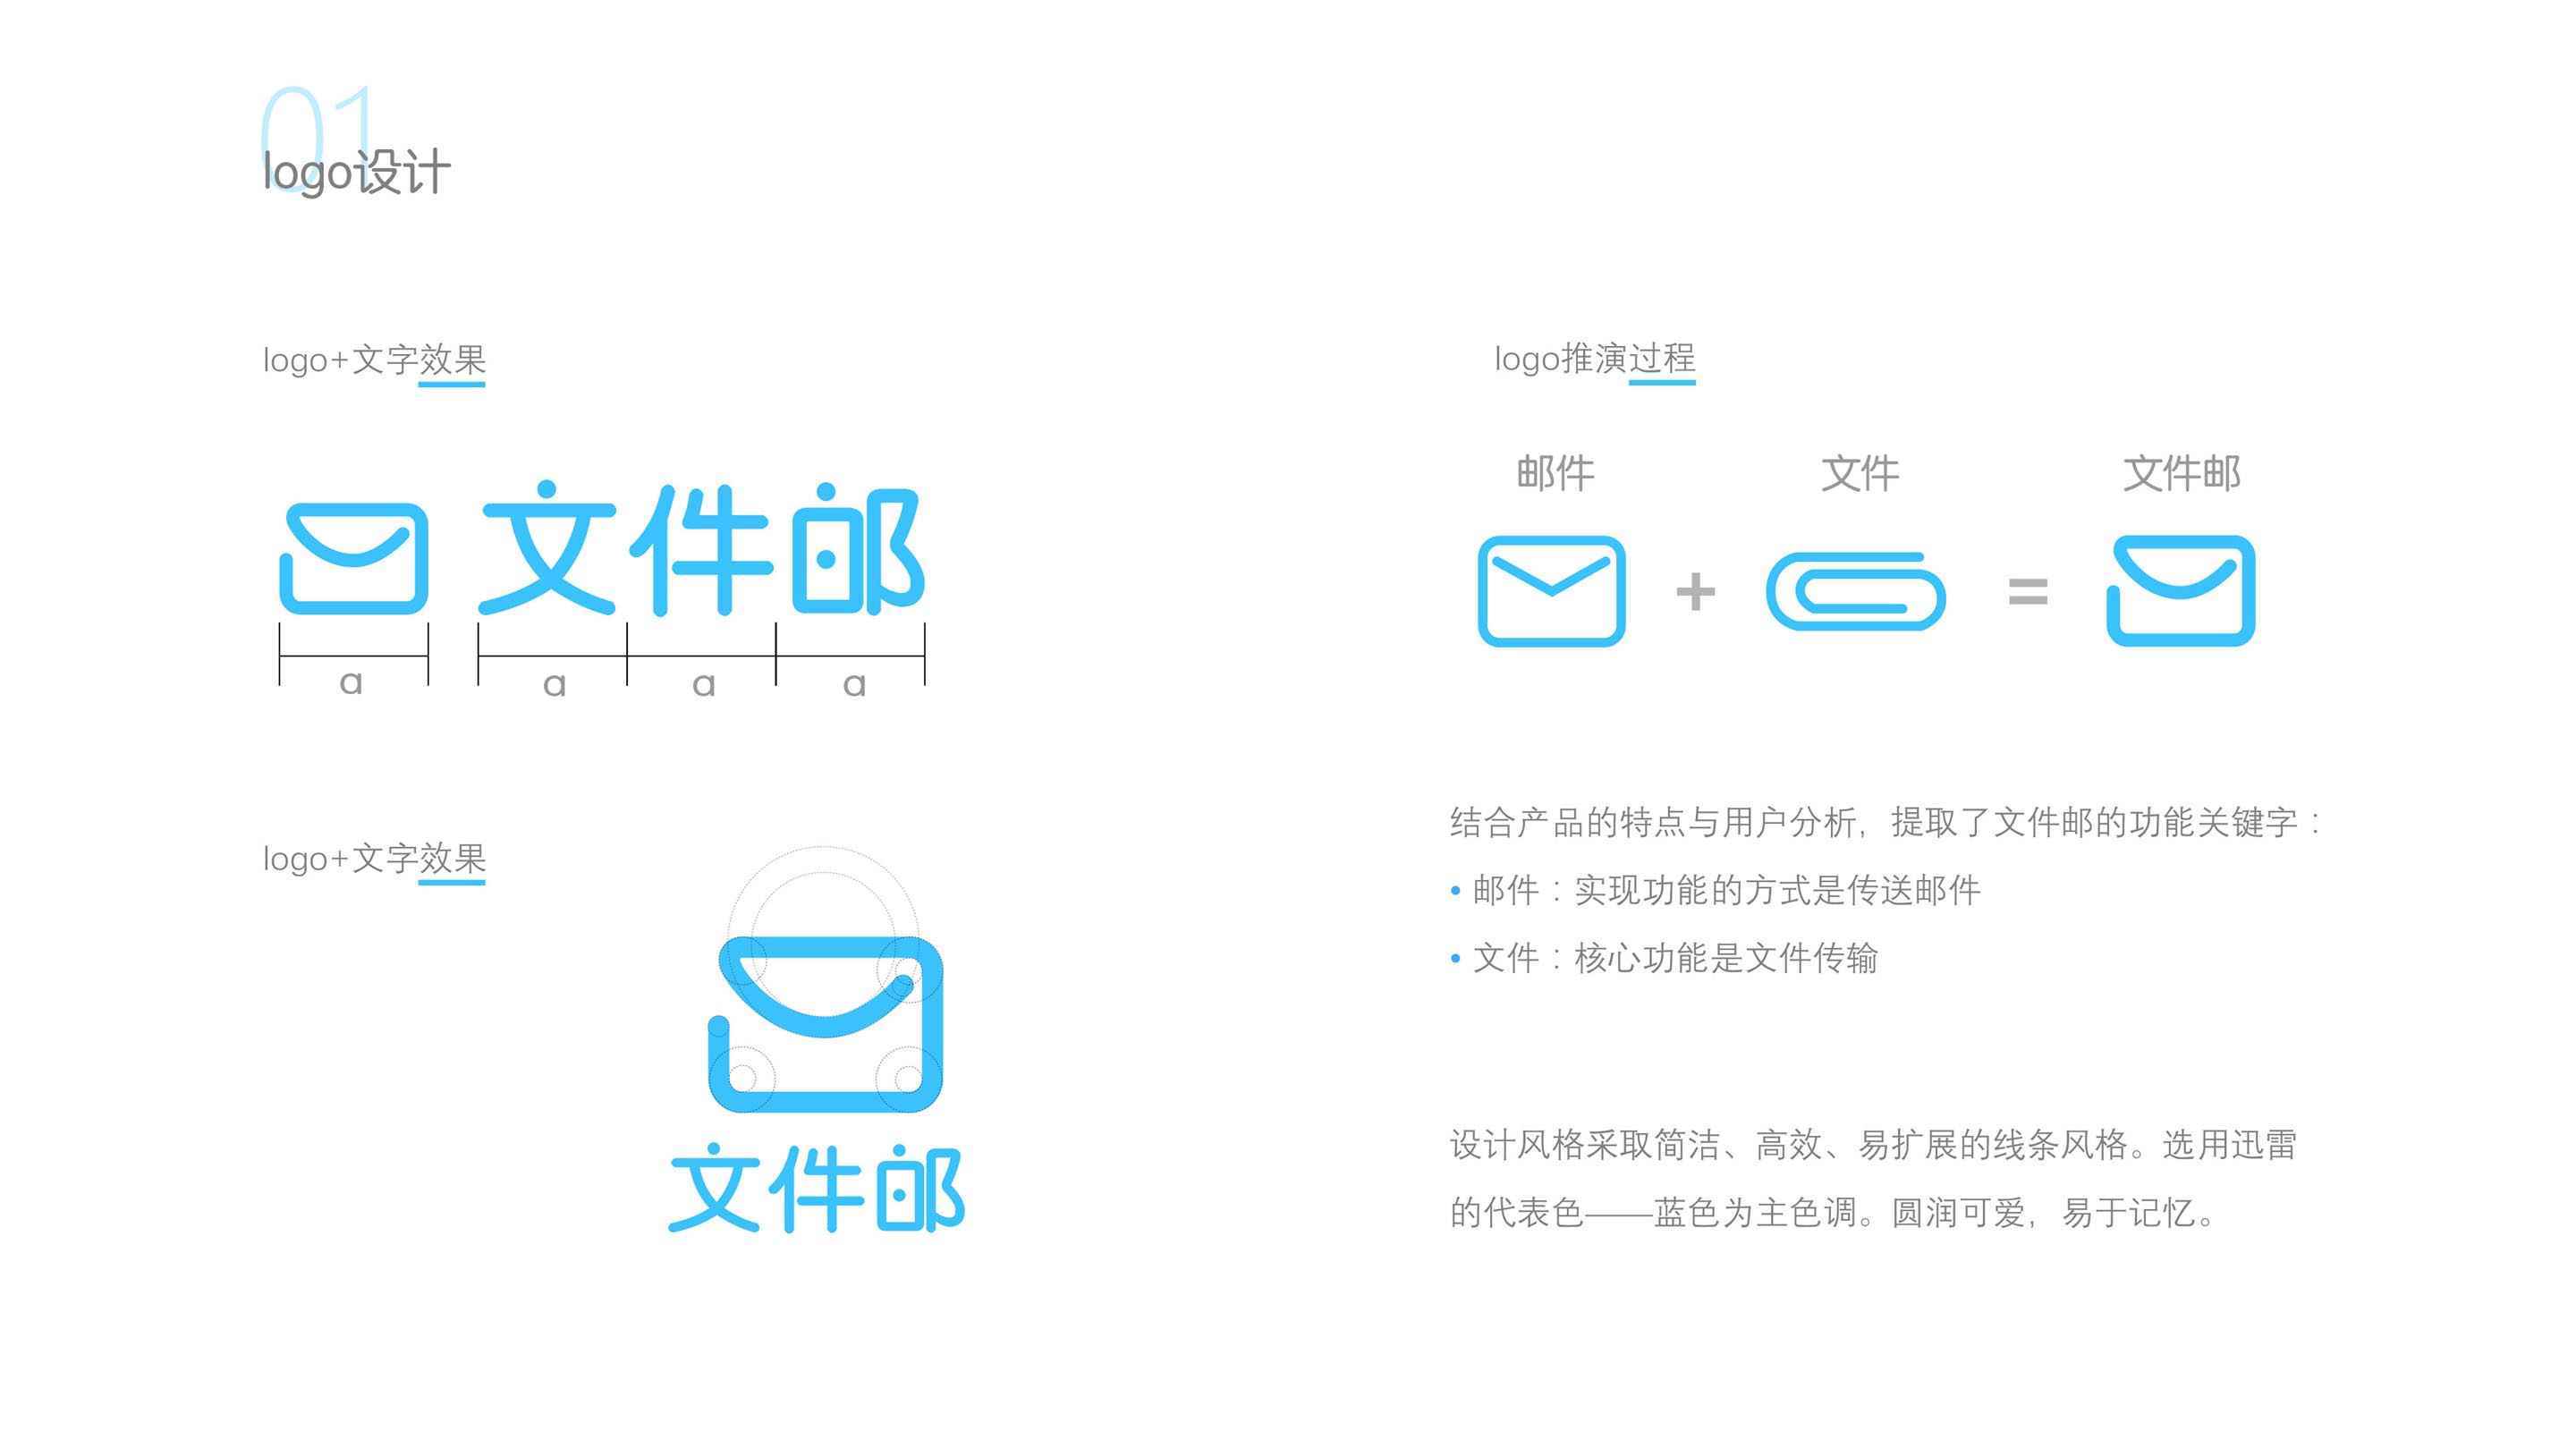 01
logo设计
logo+文字效果
文件邮
a a a a
logo+文字效果
文件邮
logo推演过程
邮件 文件 文件邮
+ =
结合产品的特点与用户分析，提取了文件邮的功能关键字：
• 邮件：实现功能的方式是传送邮件
• 文件：核心功能是文件传输
设计风格采取简洁、高效、易扩展的线条风格。选用迅雷
的代表色——蓝色为主色调。圆润可爱，易于记忆。